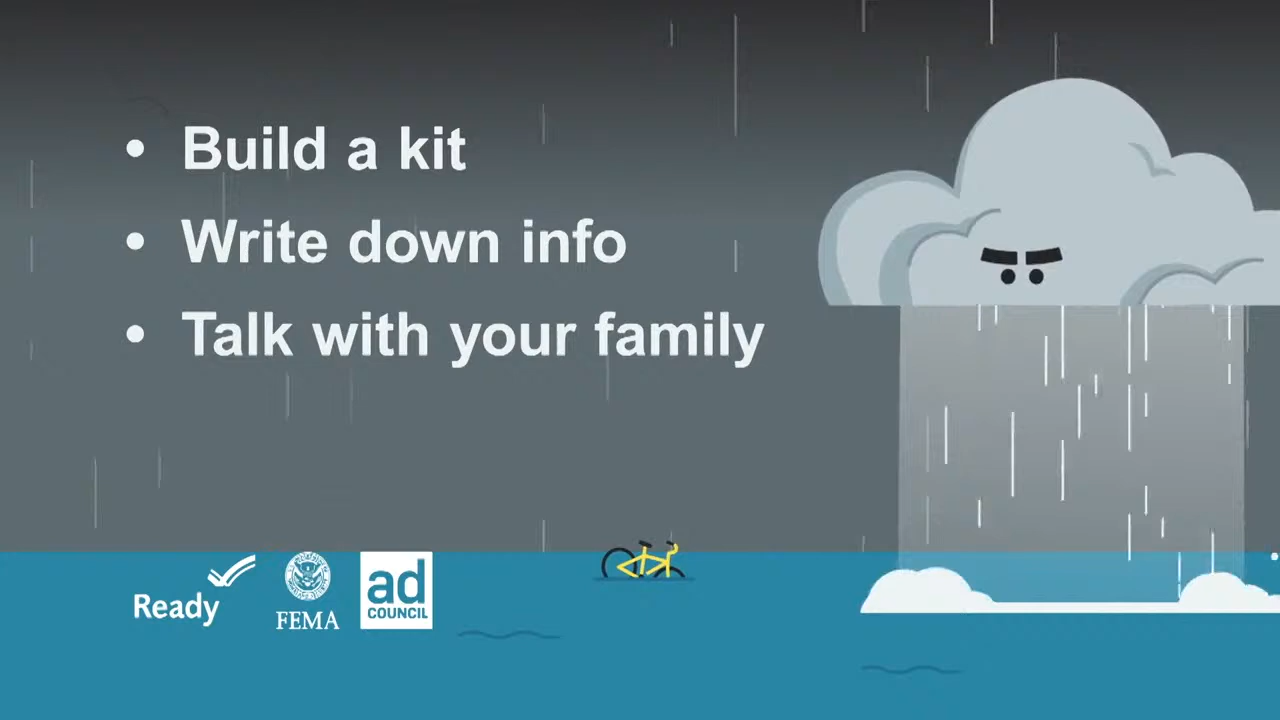 • Build a kit
• Write down info
• Talk with your family
Ready
FEMA
ad
COUNCIL